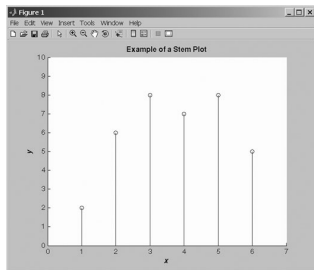 Figure 1
File Edit View Insert Tools Window Help
Example of a Stem Plot
10
9
8
7
6
5
4
3
2
1
0
y
0 1 2 3 4 5 6 7
x